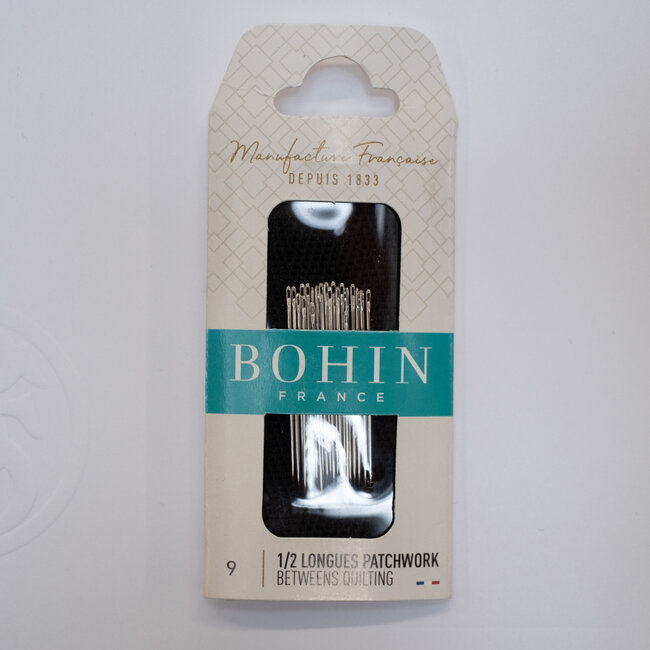 Manufacture Française
DEPUIS 1833
BOHIN
FRANCE
9
1/2 LONGUES PATCHWORK
BETWEENS QUILTING